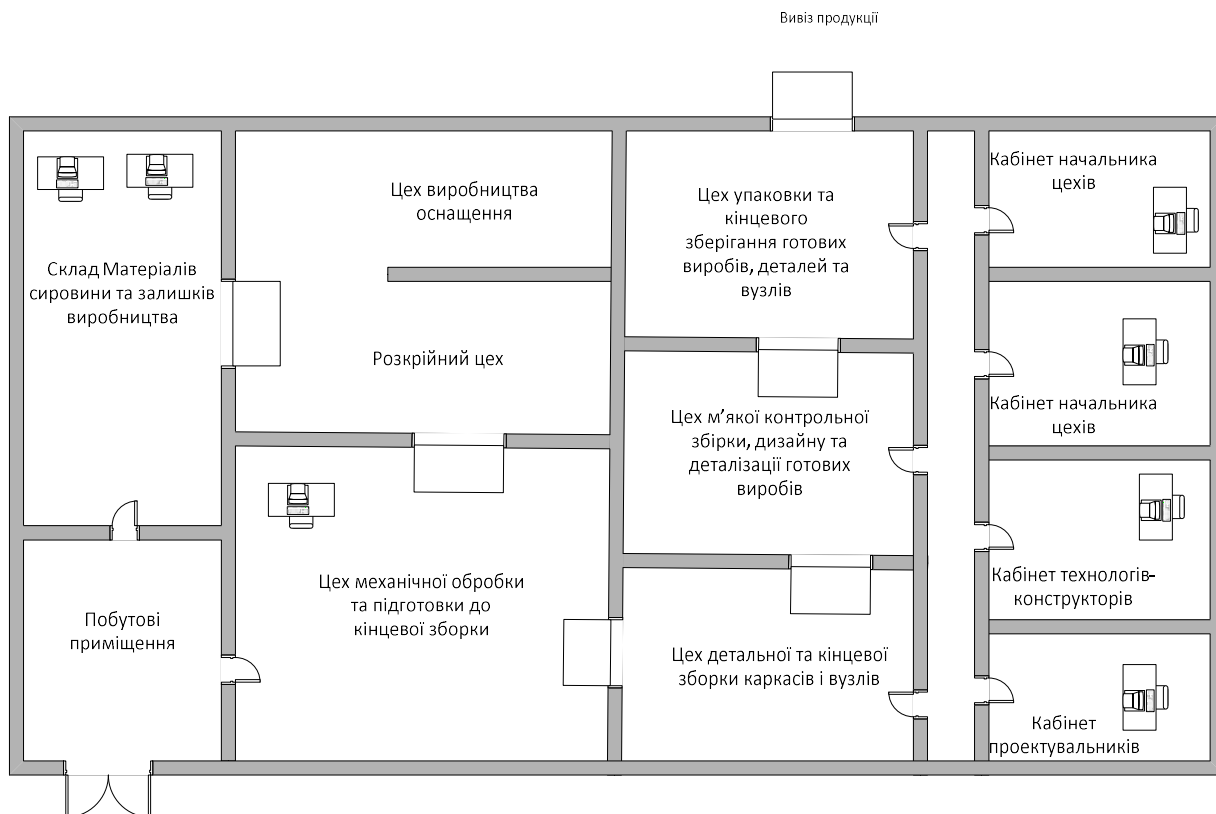 Вивіз продукції
Склад Матеріалів
сировини та залишків
виробництва
Побутові
приміщення
Цех виробництва
оснащення
Розкрійний цех
Цех механічної обробки
та підготовки до
кінцевої зборки
Цех упаковки та
кінцевого
зберігання готових
виробів, деталей та
вузлів
Цех м’якої контрольної
збірки, дизайну та
деталізації готових
виробів
Цех детальної та кінцевої
зборки каркасів і вузлів
Кабінет начальника
цехів
Кабінет начальника
цехів
Кабінет технологів-
конструкторів
Кабінет
проектувальників